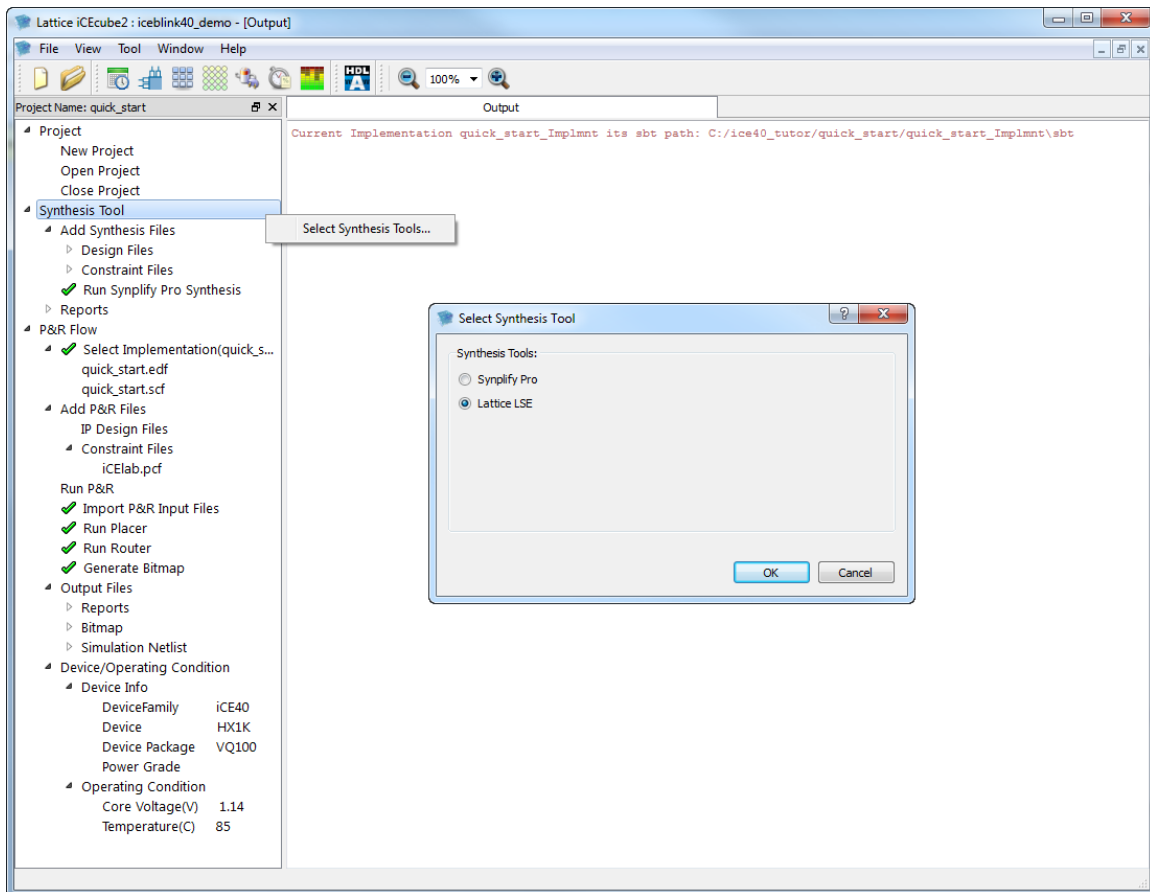 Lattice iCEcube2 : iceblink40_demo - [Output]
File View Tool Window Help
HDL
A
100%
Project Name: quick_start
Output
Project
New Project
Open Project
Close Project
Synthesis Tool
Add Synthesis Files
Design Files
Constraint Files
Run Synplify Pro Synthesis
Reports
P&R Flow
Select Implementation(quick_s...
quick_start.edf
quick_start.scf
Add P&R Files
IP Design Files
Constraint Files
iCElab.pcf
Run P&R
Import P&R Input Files
Run Placer
Run Router
Generate Bitmap
Output Files
Reports
Bitmap
Simulation Netlist
Device/Operating Condition
Device Info
DeviceFamily iCE40
Device HX1K
Device Package VQ100
Power Grade
Operating Condition
Core Voltage(V) 1.14
Temperature(C) 85
Current Implementation quick_start_Implmnt its sbt path: C:/ice40_tutor/quick_start/quick_start_Implmnt\sbt
Select Synthesis Tools...
Select Synthesis Tool
Synthesis Tools:
Synplify Pro
Lattice LSE
OK Cancel